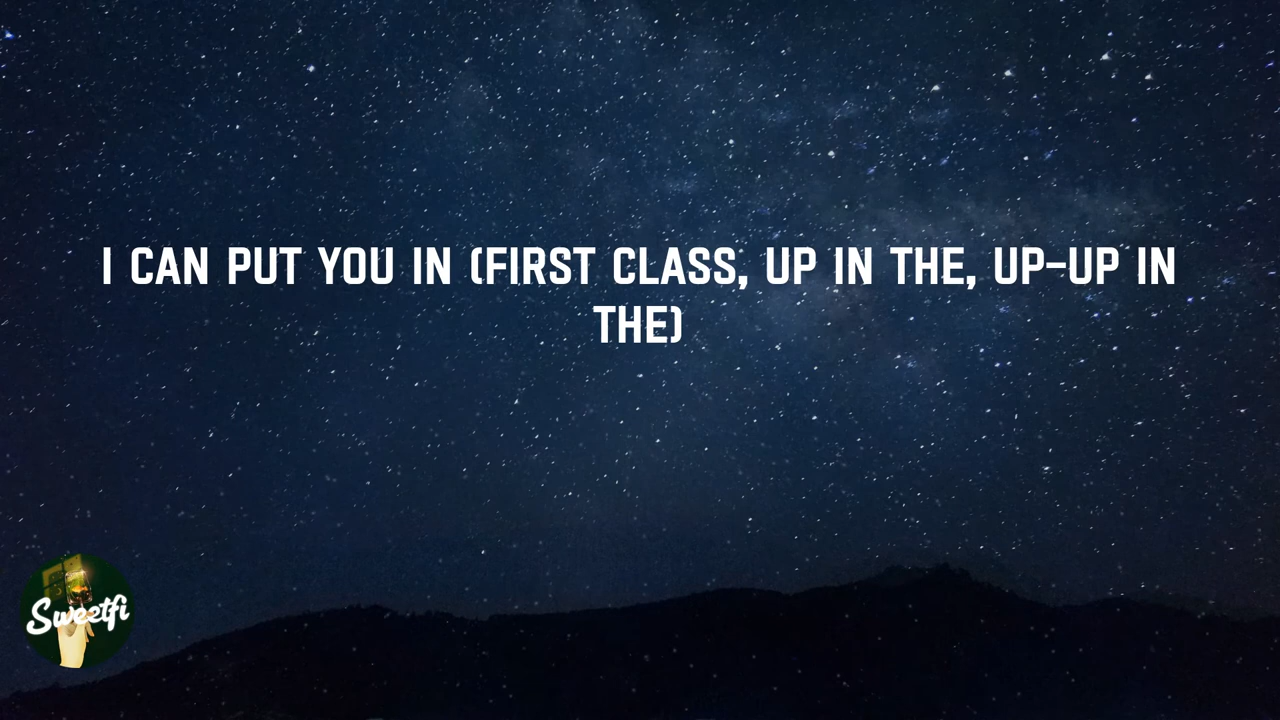 I CAN PUT YOU IN (FIRST CLASS, UP IN THE, UP-UP IN
THE)
Sweetfi